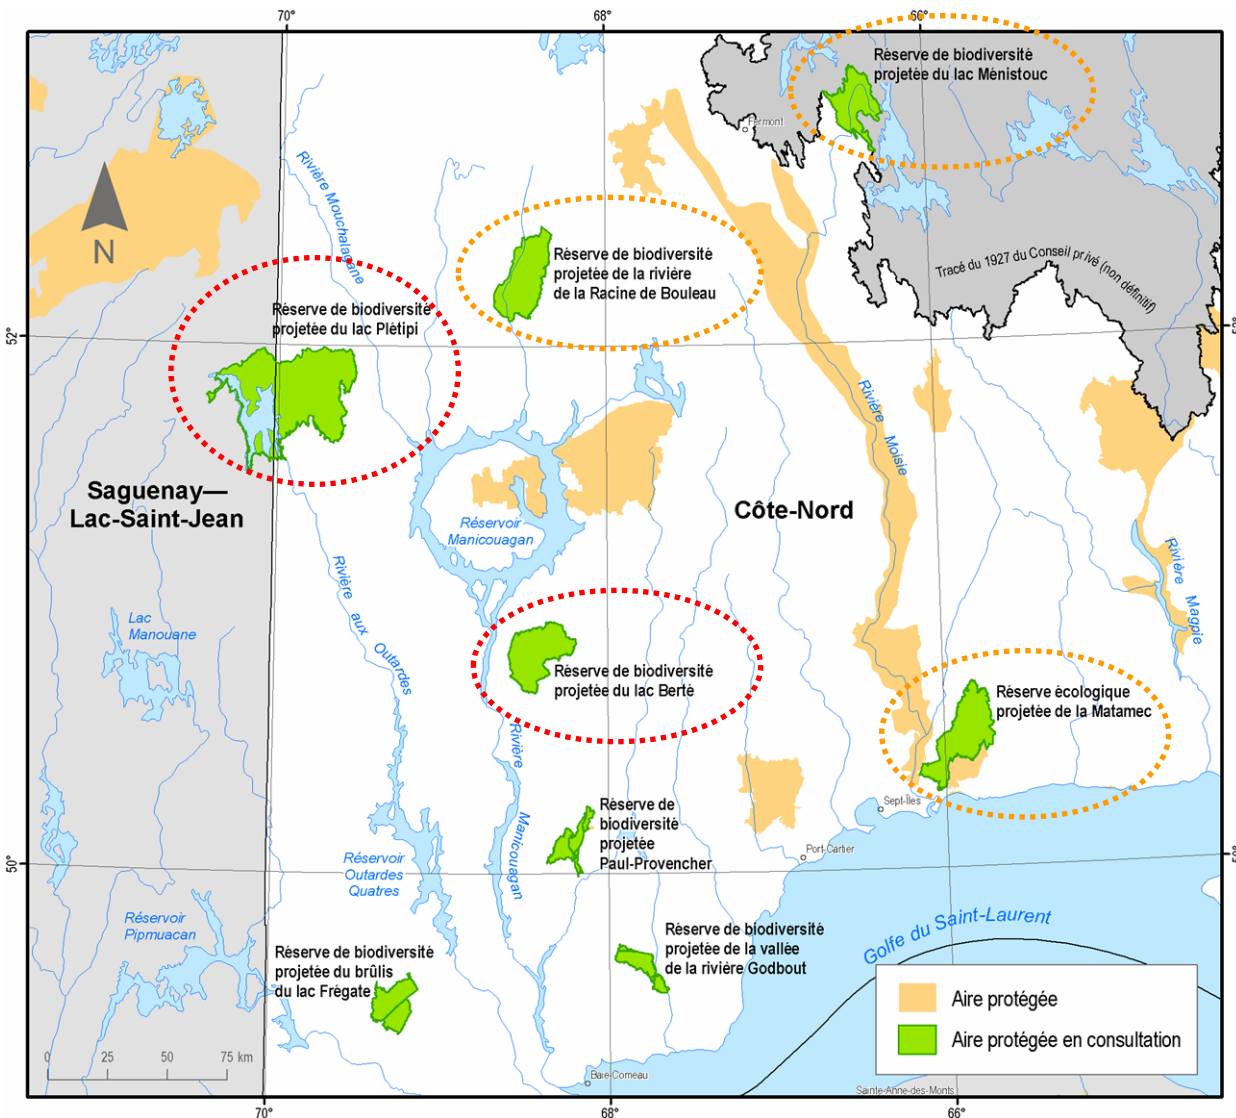 70°
68°
66°
Réserve de biodiversité
projetée du lac Ménistouc
Fermont
Rivière Mouchalagane
N
Réserve de biodiversité
projetée de la rivière
de la Racine de Bouleau
Tracé du 1927 du Conseil privé (non définitif)
Réserve de biodiversité
projetée du lac Plétipi
52°
Rivière Moisie
Saguenay—
Lac-Saint-Jean
Côte-Nord
Réservoir
Manicouagan
Rivière Magpie
Rivière aux Outardes
Lac
Manouane
Réserve de biodiversité
projetée du lac Berté
Réserve écologique
projetée de la Matamec
Rivière Manicouagan
Réserve de
biodiversité
projetée
Paul-Provencher
Sept-Îles
Port-Cartier
50°
Réservoir
Outardes
Quatres
Réservoir
Pipmuacan
Golfe du Saint-Laurent
Réserve de biodiversité
projetée de la vallée
de la rivière Godbout
Réserve de biodiversité
projetée du brûlis
du lac Frégate
Aire protégée
Aire protégée en consultation
0 25 50 75 km
Baie-Comeau
Sainte-Anne-des-Monts
70°
68°
66°